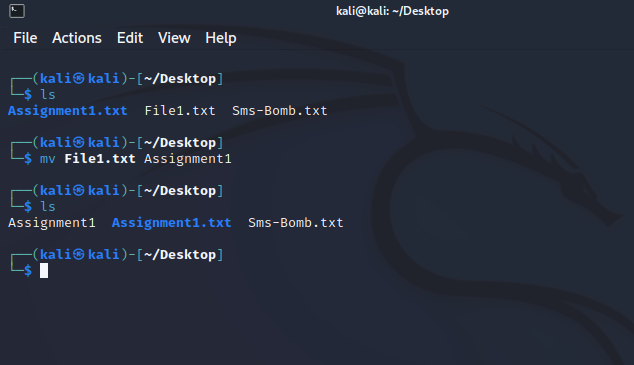 kali@kali: ~/Desktop
File Actions Edit View Help
┌──(kali㉿kali)-[~/Desktop]
└─$ ls
Assignment1.txt File1.txt Sms-Bomb.txt
┌──(kali㉿kali)-[~/Desktop]
└─$ mv File1.txt Assignment1
┌──(kali㉿kali)-[~/Desktop]
└─$ ls
Assignment1 Assignment1.txt Sms-Bomb.txt
┌──(kali㉿kali)-[~/Desktop]
└─$